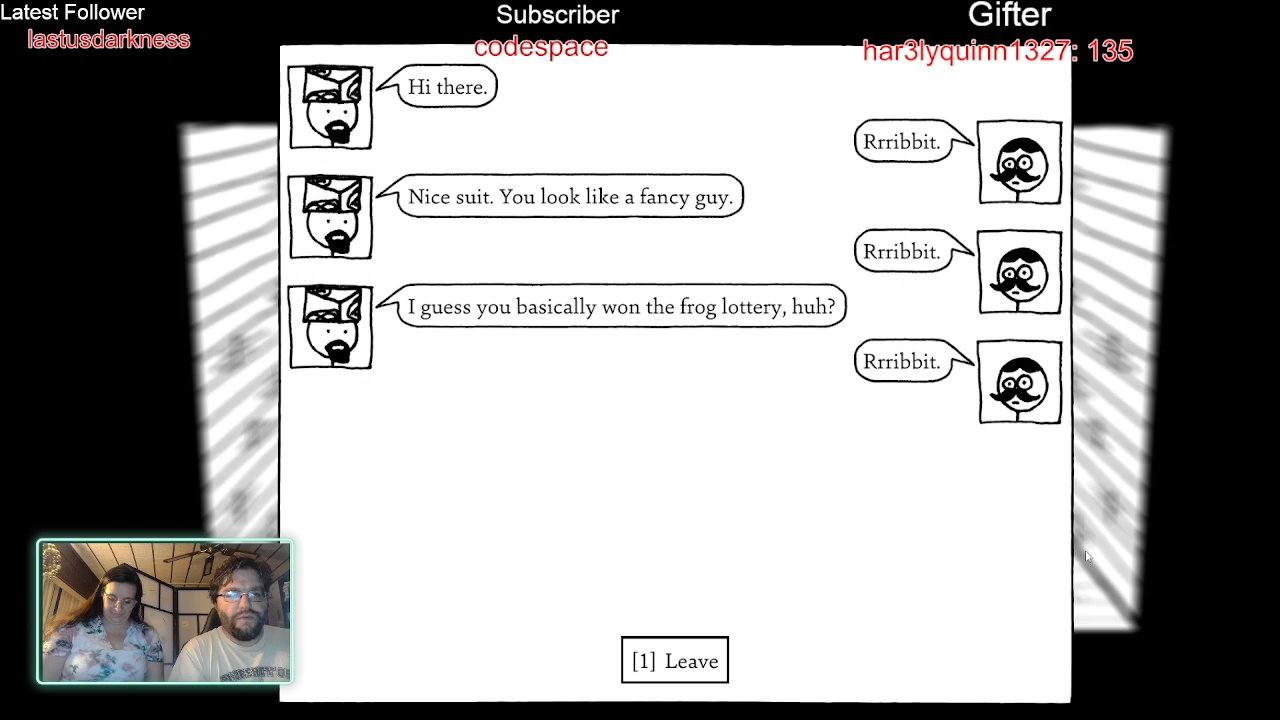 Latest Follower
lastusdarkness
Subscriber
codespace
Gifter
har3lyquinn1327: 135
Hi there.
Rrribbit.
Nice suit. You look like a fancy guy.
Rrribbit.
I guess you basically won the frog lottery, huh?
Rrribbit.
[1] Leave